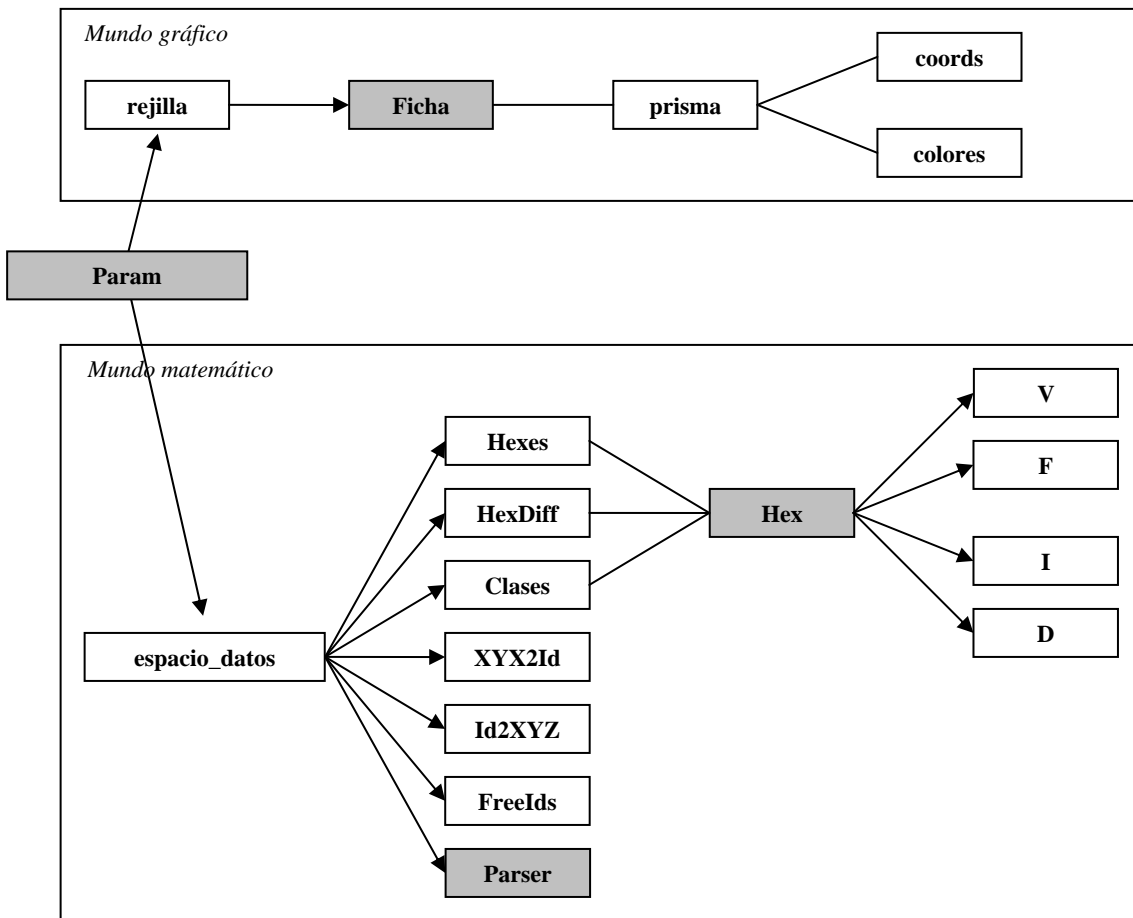 Mundo gráfico
coords
rejilla
Ficha
prisma
colores
Param
Mundo matemático
V
Hexes
F
HexDiff
Hex
Clases
I
espacio_datos
XYX2Id
D
Id2XYZ
FreeIds
Parser